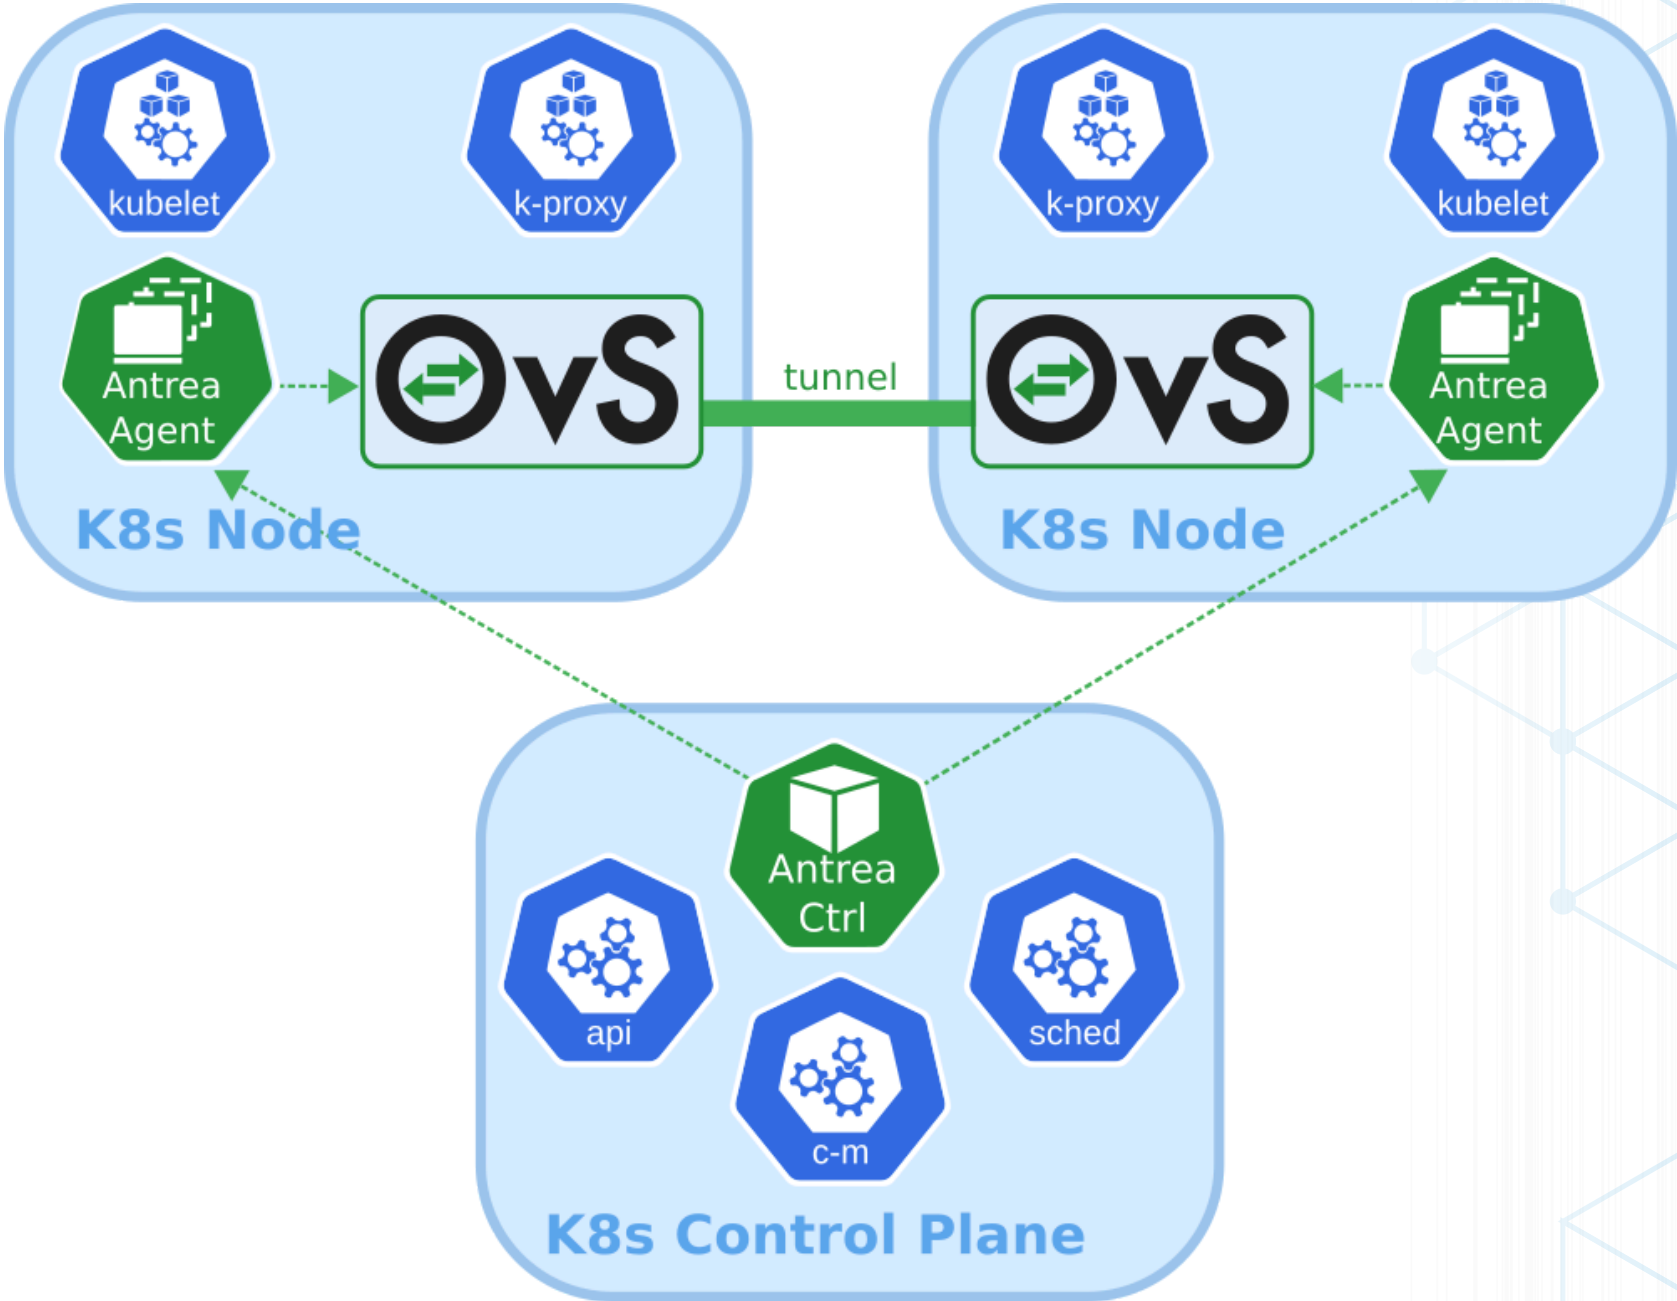 kubelet
k-proxy
k-proxy
kubelet
Antrea
Agent
OvS
tunnel
OvS
Antrea
Agent
K8s Node
K8s Node
Antrea
Ctrl
api
sched
c-m
K8s Control Plane